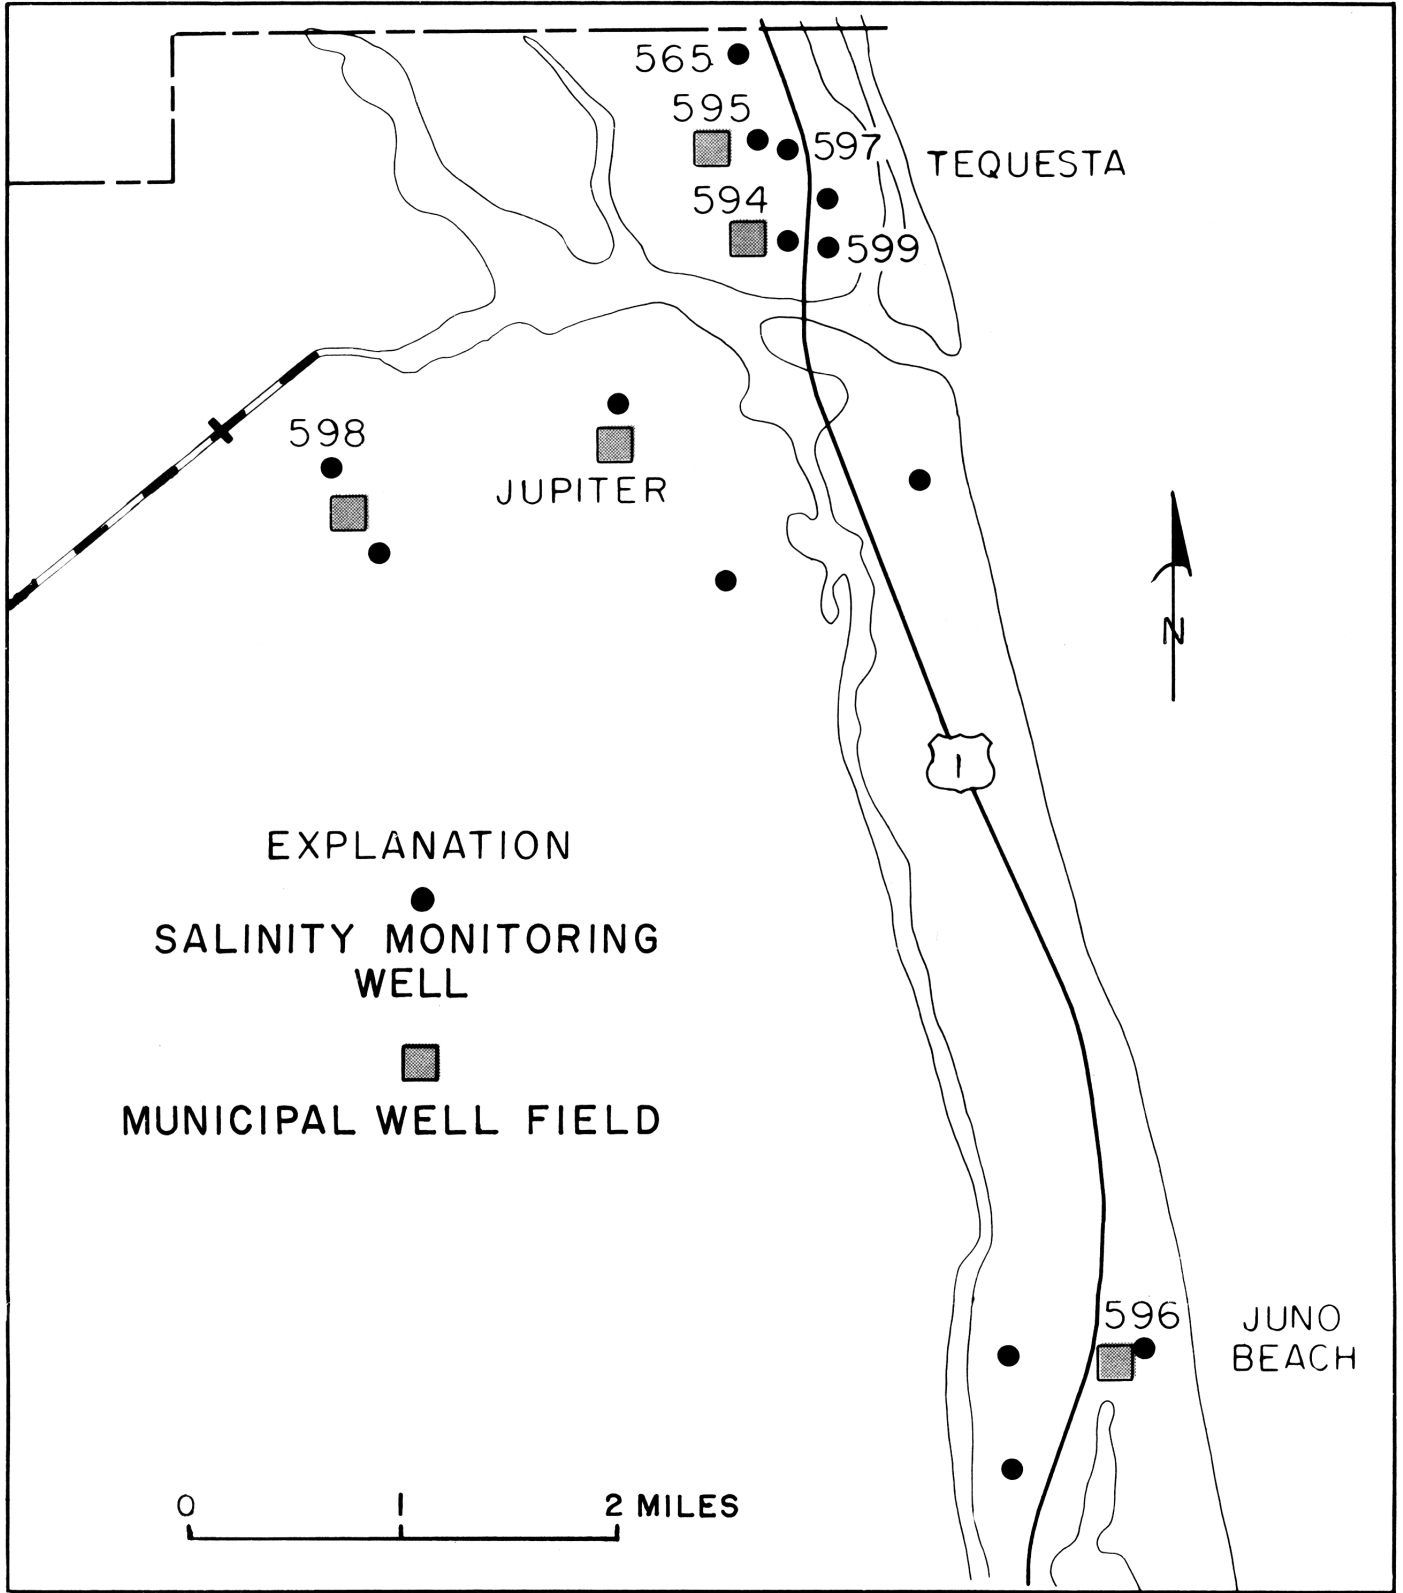 565
595
597
TEQUESTA
594
599
598
JUPITER
N
1
EXPLANATION
SALINITY MONITORING
WELL
MUNICIPAL WELL FIELD
596
JUNO
BEACH
0 1 2 MILES